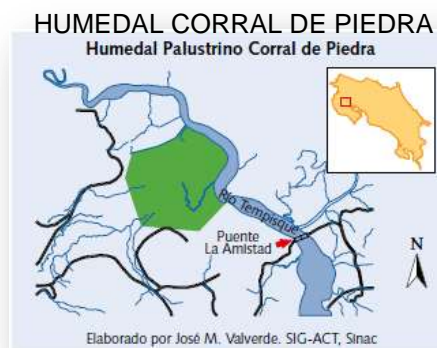 HUMEDAL CORRAL DE PIEDRA
Humedal Palustrino Corral de Piedra
Río Tempisque
Puente
La Amistad
N
Elaborado por José M. Valverde. SIG-ACT, Sinac